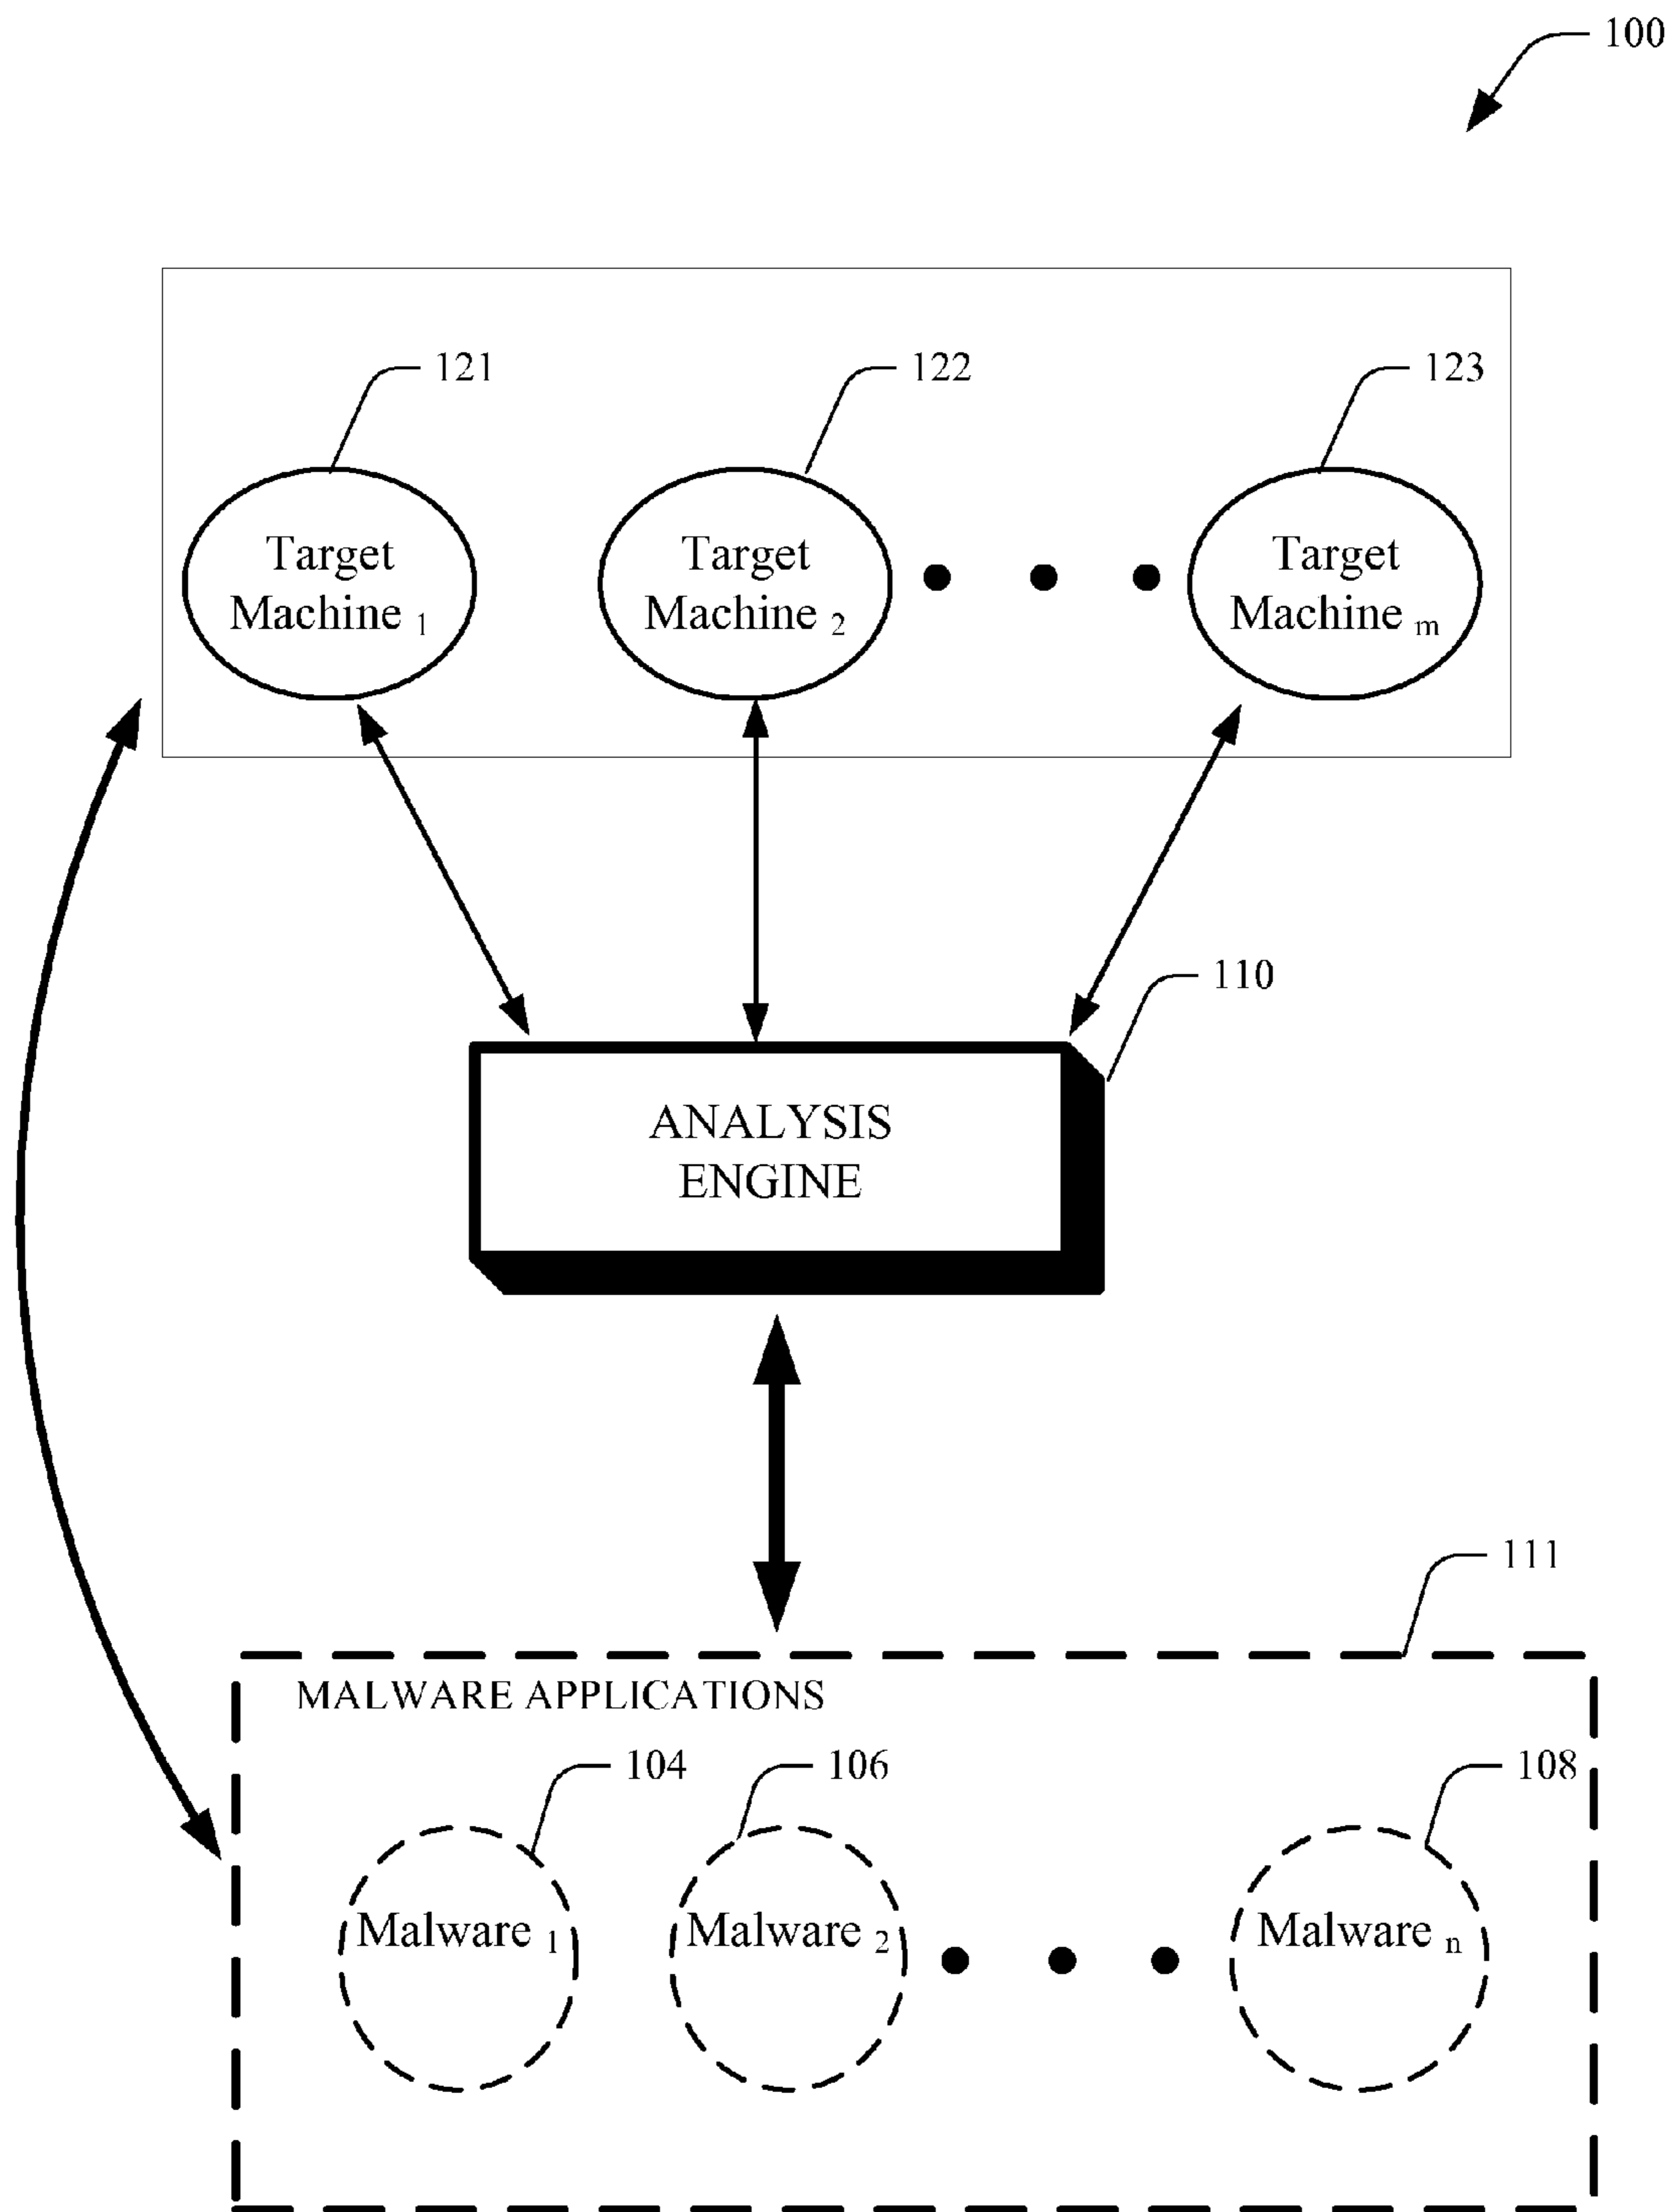 100
121
122
123
Target
Machine 1
Target
Machine 2
Target
Machine m
110
ANALYSIS
ENGINE
111
MALWARE APPLICATIONS
104
106
108
Malware 1
Malware 2
Malware n